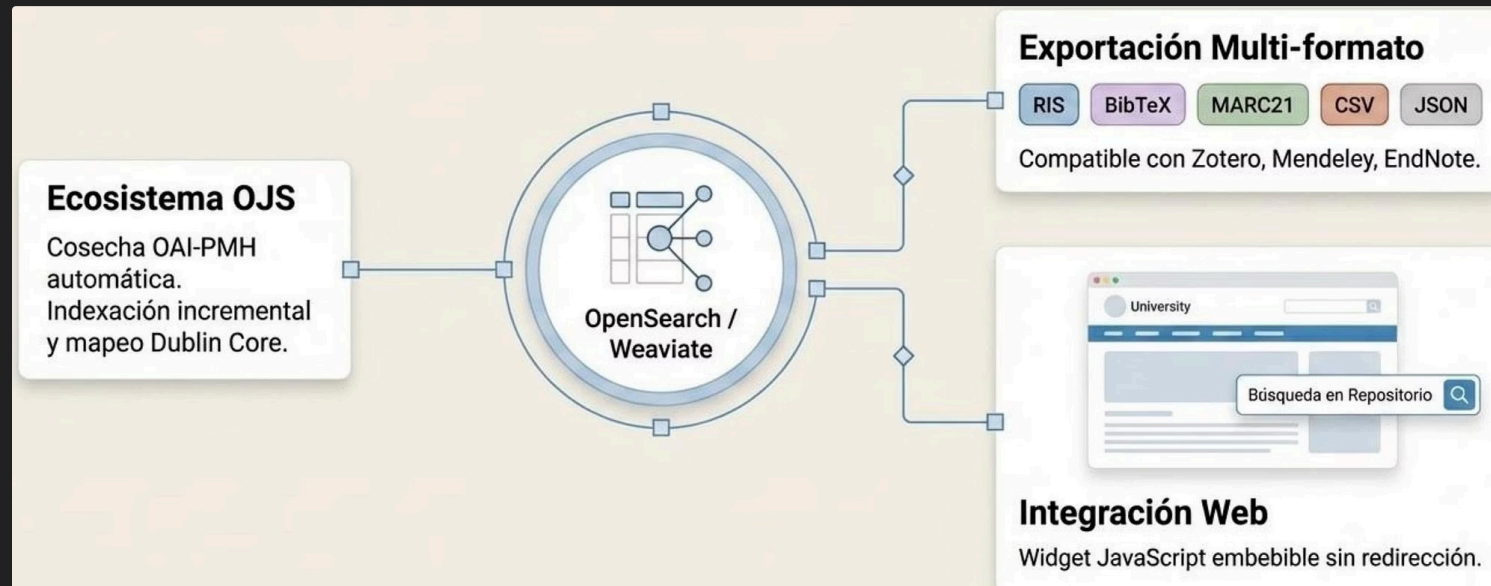 Ecosistema OJS
Cosecha OAI-PMH
automática.
Indexación incremental
y mapeo Dublin Core.
OpenSearch /
Weaviate
Exportación Multi-formato
RIS BibTeX MARC21 CSV JSON
Compatible con Zotero, Mendeley, EndNote.
University
Búsqueda en Repositorio
Integración Web
Widget JavaScript embebible sin redirección.